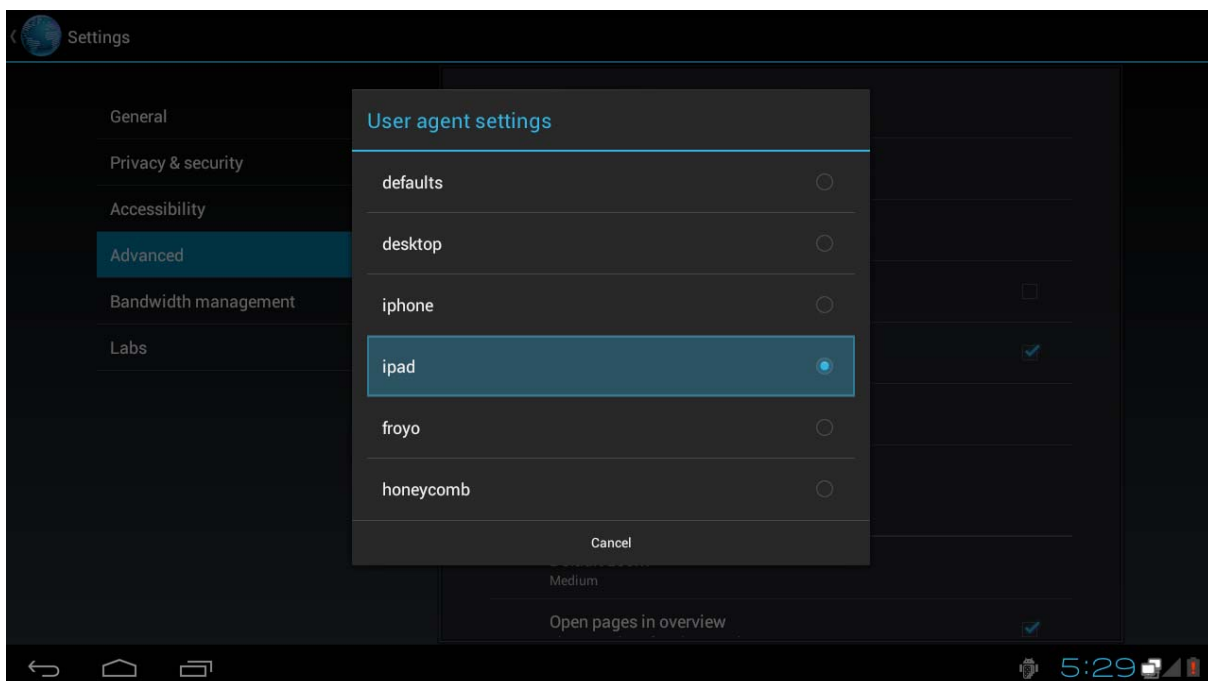 Settings
General
Privacy & security
Accessibility
Advanced
Bandwidth management
Labs
User agent settings
defaults
desktop
iphone
ipad
froyo
honeycomb
Cancel
Medium
Open pages in overview
5:29